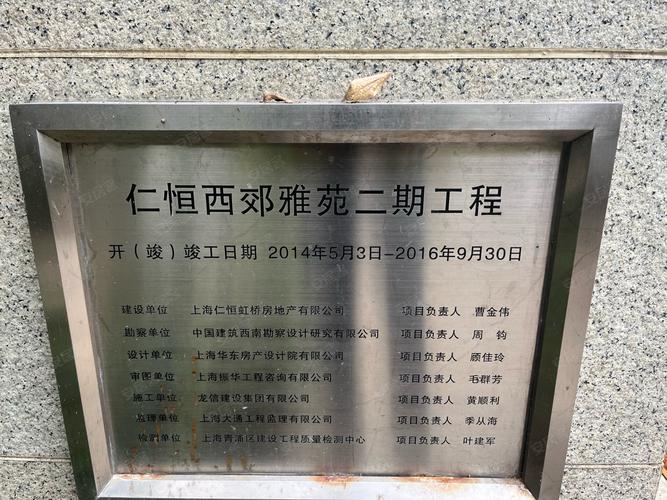 仁恒西郊雅苑二期工程
开（竣）竣工日期 2014年5月3日-2016年9月30日
建设单位 上海仁恒虹桥房地产有限公司 项目负责人 曹金伟
勘察单位 中国建筑西南勘察设计研究有限公司 项目负责人 周 钧
设计单位 上海华东房产设计院有限公司 项目负责人 顾佳玲
审图单位 上海振华工程咨询有限公司 项目负责人 毛群芳
施工单位 龙信建设集团有限公司 项目负责人 黄顺利
监理单位 上海大通工程监理有限公司 项目负责人 季从海
检测单位 上海青浦区建设工程质量检测中心 项目负责人 叶建军